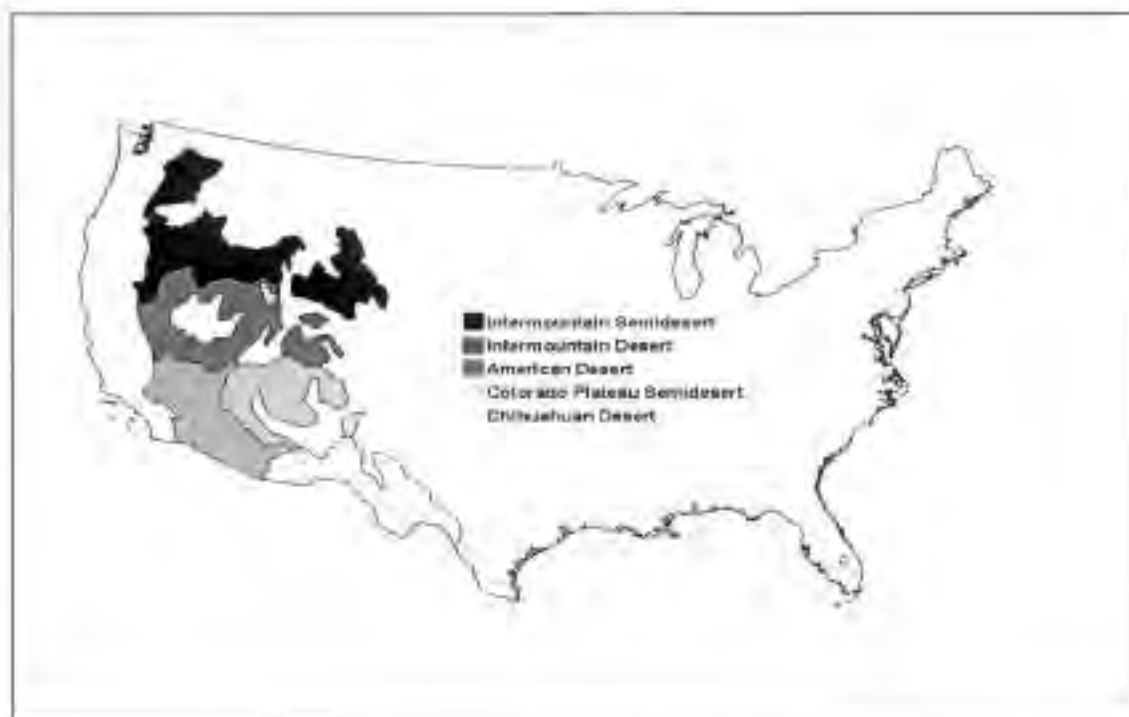 Intermountain Semidesert
Intermountain Desert
American Desert
Colorado Plateau Semidesert
Chihuahuan Desert